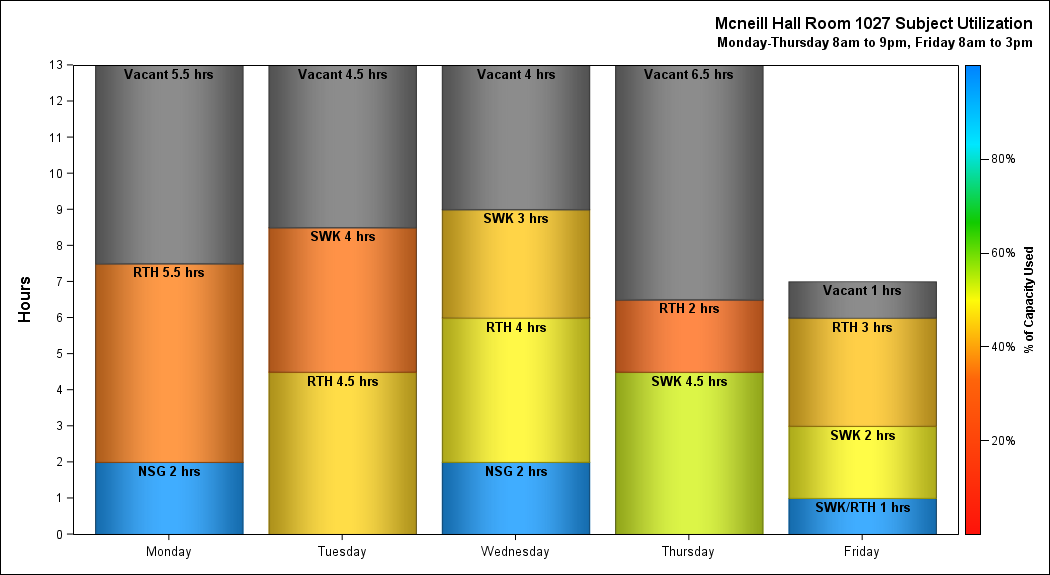 Mcneill Hall Room 1027 Subject Utilization
Monday-Thursday 8am to 9pm, Friday 8am to 3pm
13
12
11
10
9
8
7
6
5
4
3
2
1
0
Hours
Vacant 5.5 hrs
RTH 5.5 hrs
NSG 2 hrs
Vacant 4.5 hrs
SWK 4 hrs
RTH 4.5 hrs
Vacant 4 hrs
SWK 3 hrs
RTH 4 hrs
NSG 2 hrs
Vacant 6.5 hrs
RTH 2 hrs
SWK 4.5 hrs
Vacant 1 hrs
RTH 3 hrs
SWK 2 hrs
SWK/RTH 1 hrs
Monday
Tuesday
Wednesday
Thursday
Friday
80%
60%
40%
20%
% of Capacity Used